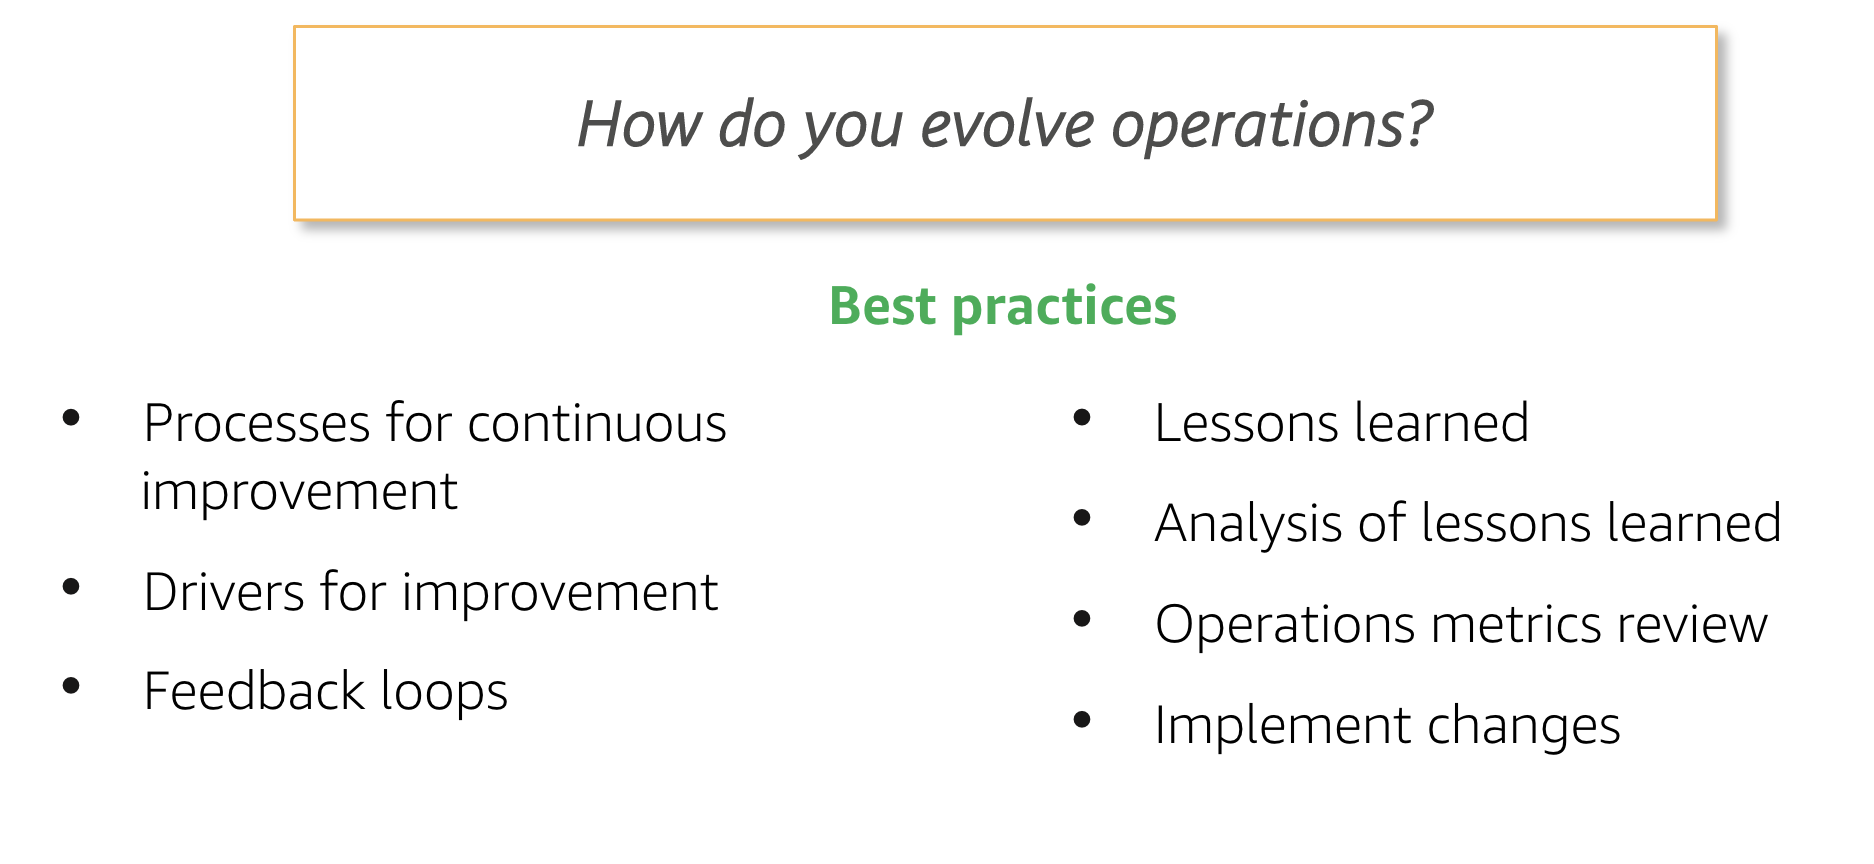 How do you evolve operations?
Best practices
• Processes for continuous
improvement
• Drivers for improvement
• Feedback loops
• Lessons learned
• Analysis of lessons learned
• Operations metrics review
• Implement changes